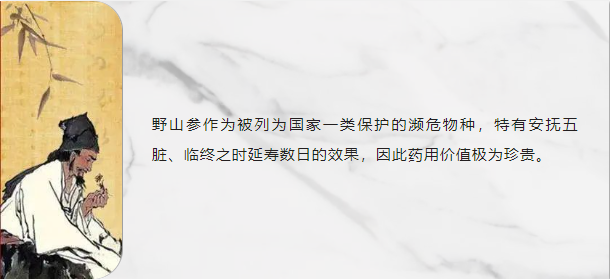 野山参作为被列为国家一类保护的濒危物种，特有安抚五
脏、临终之时延寿数日的效果，因此药用价值极为珍贵。